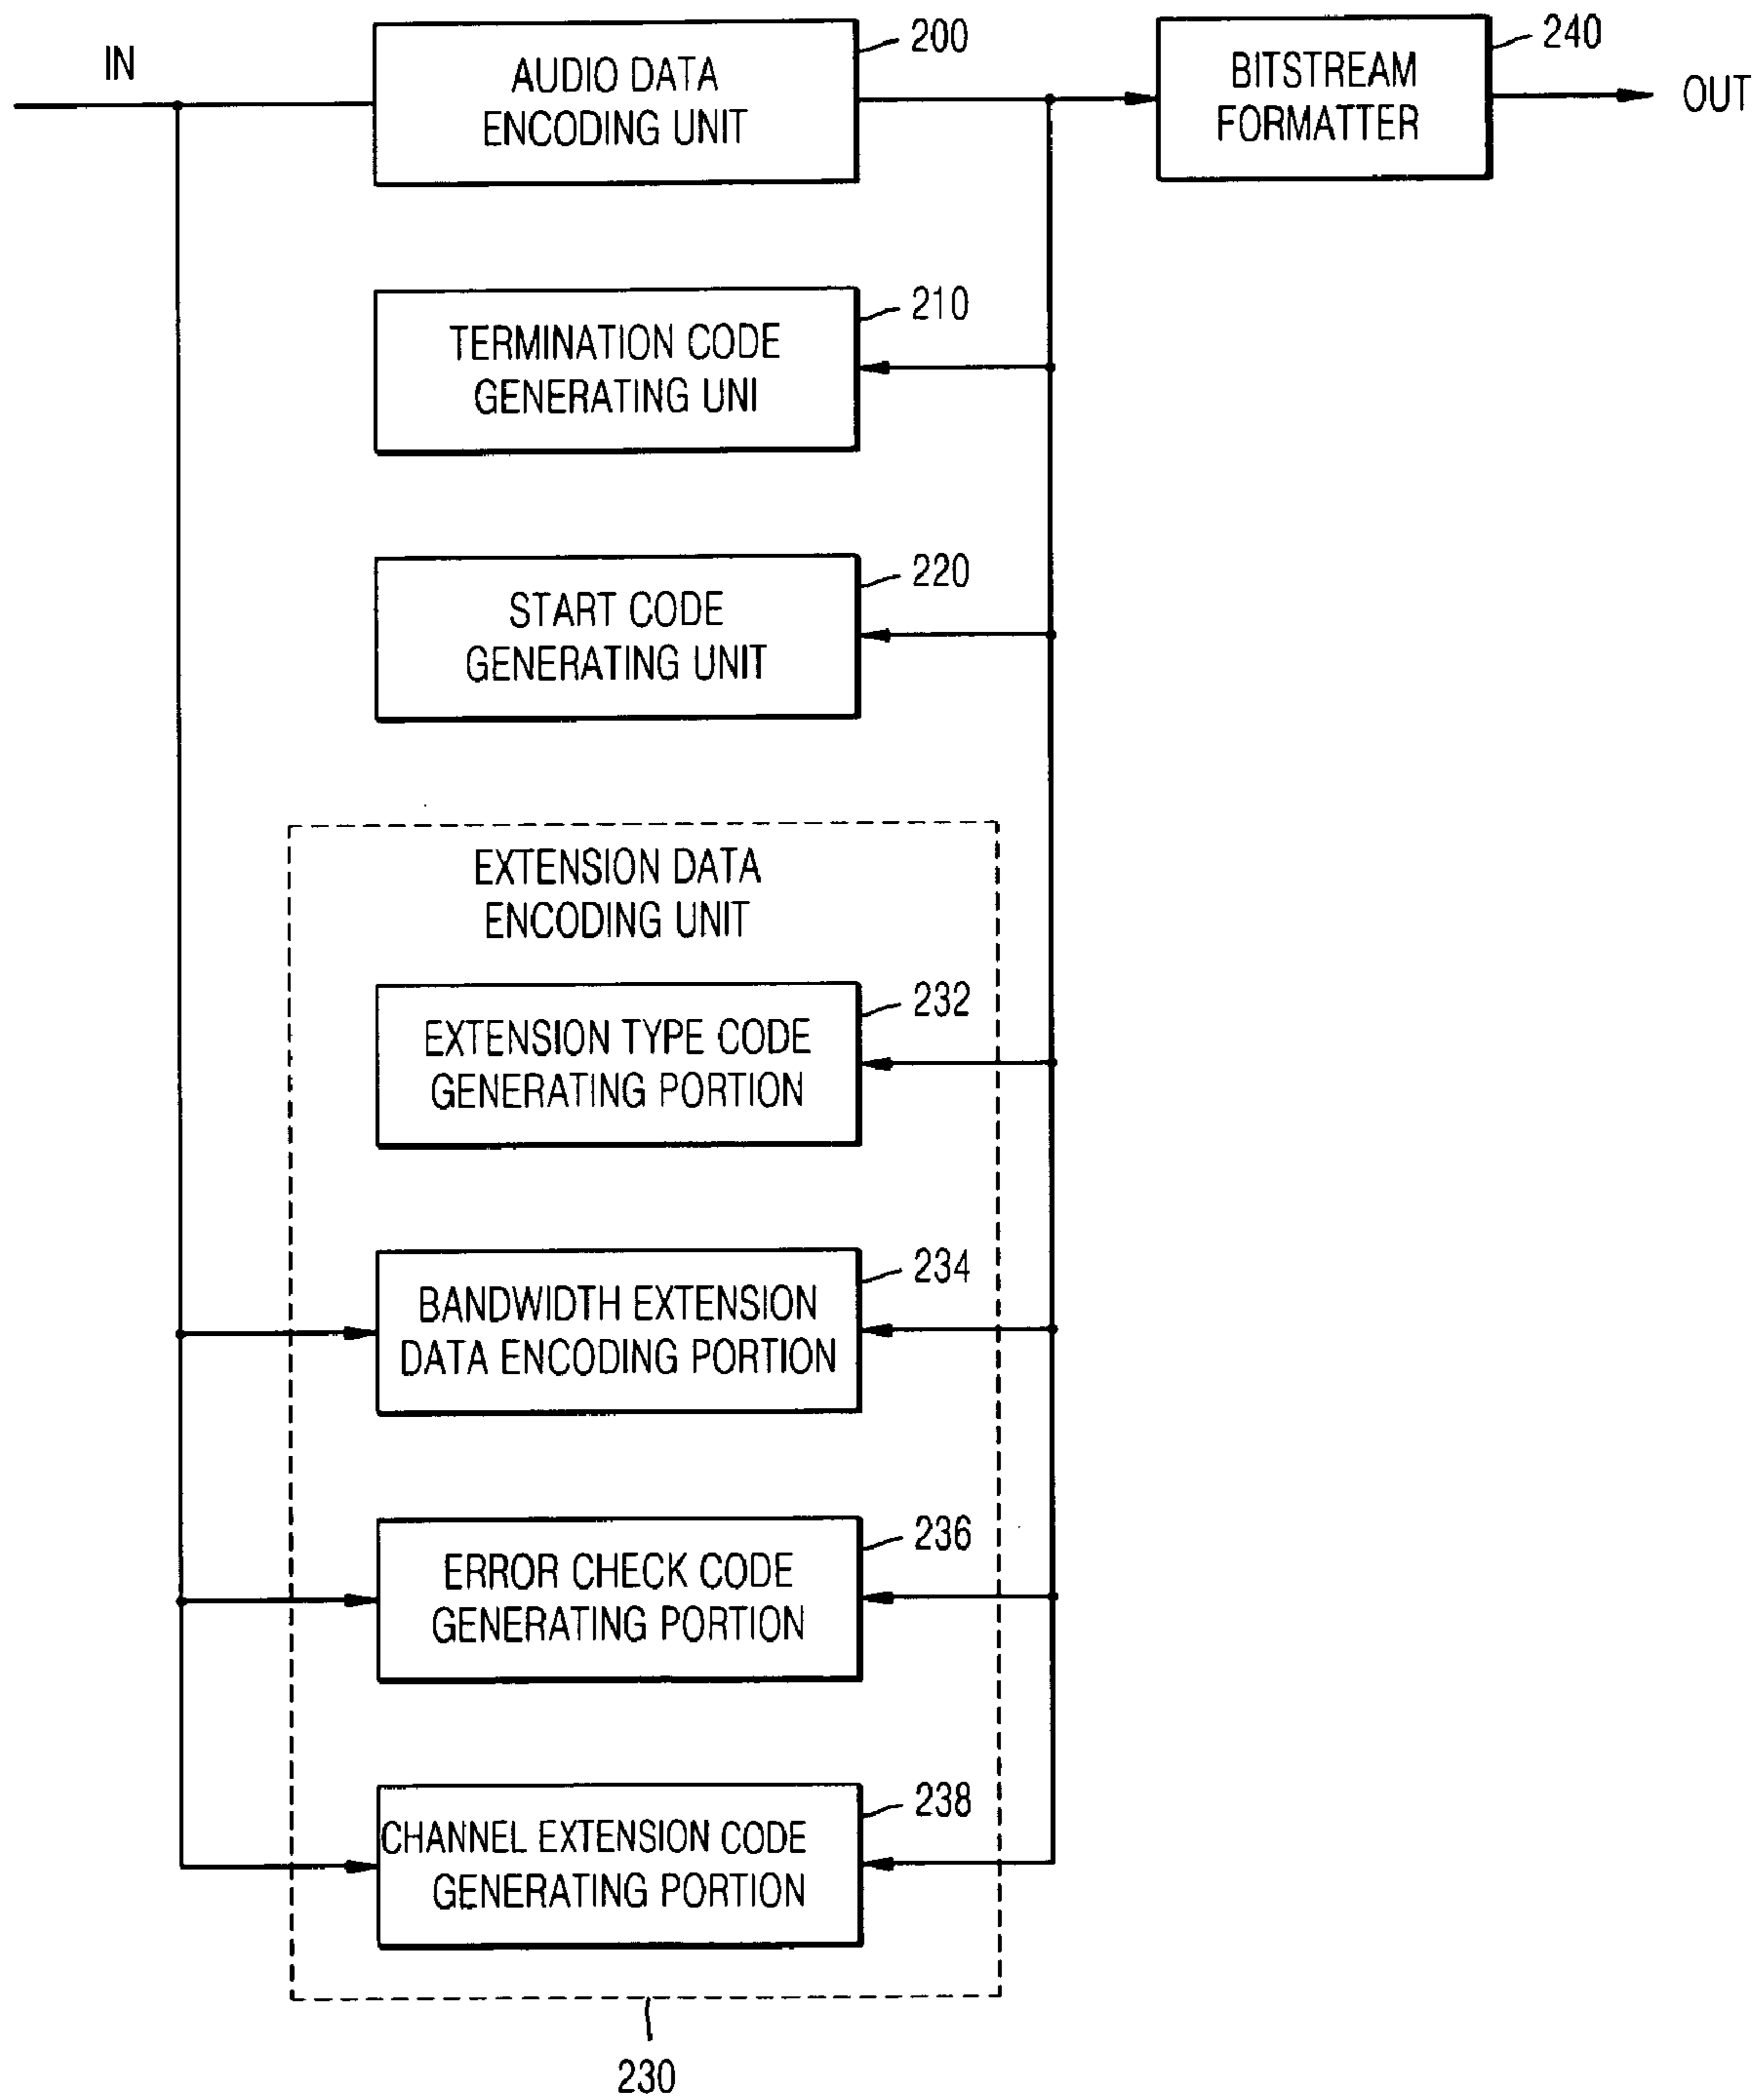 IN
AUDIO DATA
ENCODING UNIT
200
BITSTREAM
FORMATTER
240
OUT
TERMINATION CODE
GENERATING UNI
210
START CODE
GENERATING UNIT
220
EXTENSION DATA
ENCODING UNIT
EXTENSION TYPE CODE
GENERATING PORTION
232
BANDWIDTH EXTENSION
DATA ENCODING PORTION
234
ERROR CHECK CODE
GENERATING PORTION
236
CHANNEL EXTENSION CODE
GENERATING PORTION
238
230